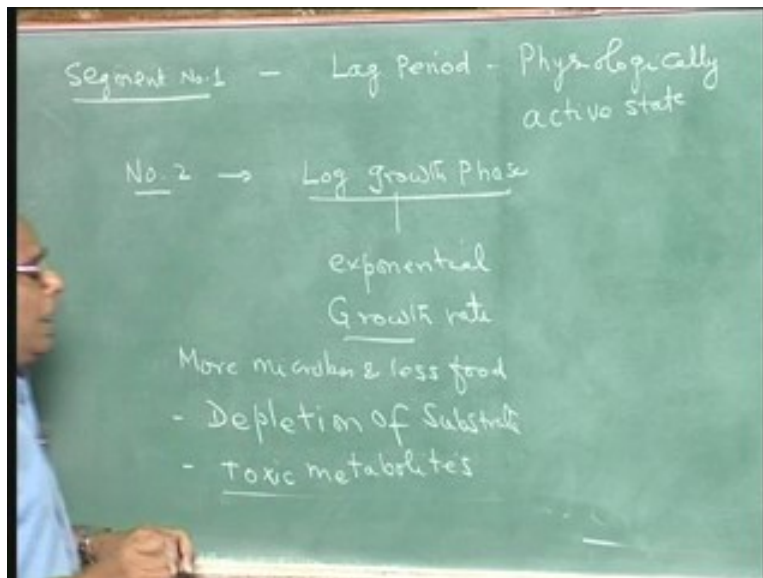 Segment No.1 - Lag Period - Physiologically
active state
No. 2 → Log growth Phase
exponential
Growth rate
More microbes & less food
- Depletion of Substrate
- Toxic metabolites